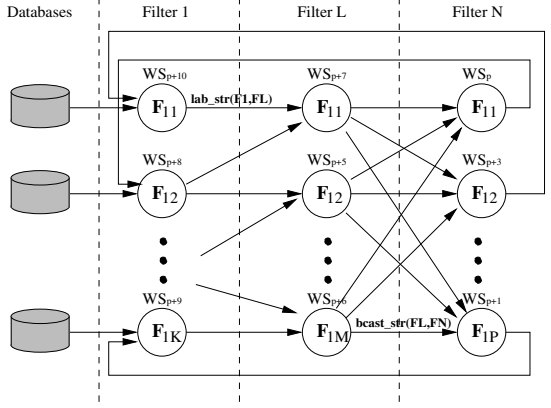 Databases Filter 1 Filter L Filter N
WSp+10 WSp+7 WSp
F11 lab_str(F1,FL) F11 F11
WSp+8 WSp+5 WSp+3
F12 F12 F12
WSp+9 WSp+6 WSp+1
F1K F1M bcast_str(FL,FN) F1P